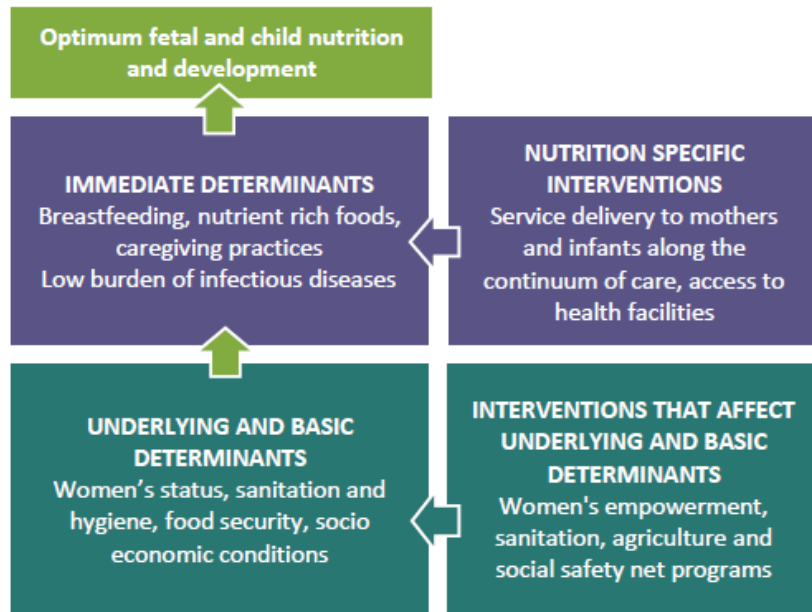 Optimum fetal and child nutrition
and development
IMMEDIATE DETERMINANTS
Breastfeeding, nutrient rich foods,
caregiving practices
Low burden of infectious diseases
NUTRITION SPECIFIC
INTERVENTIONS
Service delivery to mothers
and infants along the
continuum of care, access to
health facilities
UNDERLYING AND BASIC
DETERMINANTS
Women’s status, sanitation and
hygiene, food security, socio
economic conditions
INTERVENTIONS THAT AFFECT
UNDERLYING AND BASIC
DETERMINANTS
Women's empowerment,
sanitation, agriculture and
social safety net programs